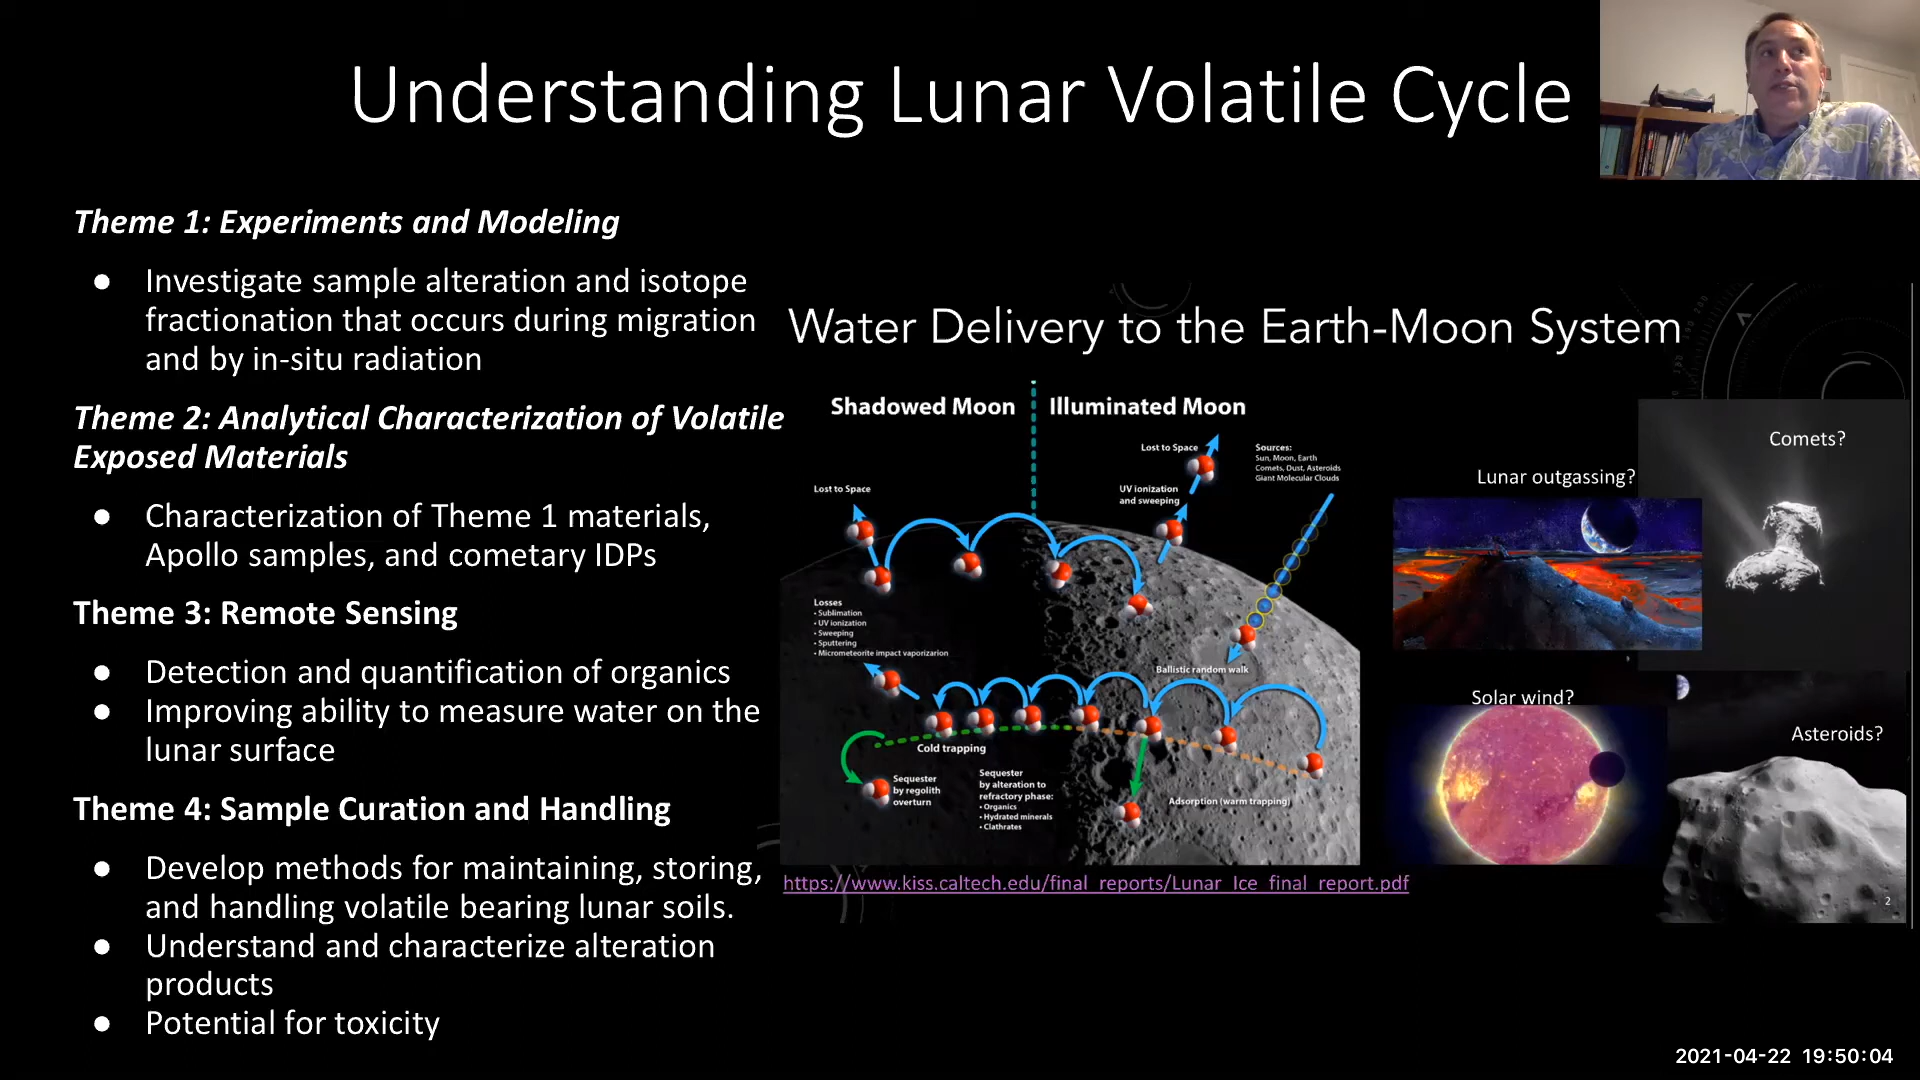 Understanding Lunar Volatile Cycle
Theme 1: Experiments and Modeling
● Investigate sample alteration and isotope
fractionation that occurs during migration
and by in-situ radiation
Theme 2: Analytical Characterization of Volatile
Exposed Materials
● Characterization of Theme 1 materials,
Apollo samples, and cometary IDPs
Theme 3: Remote Sensing
● Detection and quantification of organics
● Improving ability to measure water on the
lunar surface
Theme 4: Sample Curation and Handling
● Develop methods for maintaining, storing,
and handling volatile bearing lunar soils.
● Understand and characterize alteration
products
● Potential for toxicity
Water Delivery to the Earth-Moon System
Shadowed Moon
Illuminated Moon
Lost to Space
Sources:
Sun, Moon, Earth
Comets, Dust, Asteroids
Giant Molecular Clouds
Lost to Space
UV ionization
and sweeping
Losses
• Sublimation
• UV ionization
• Sweeping
• Sputtering
• Micrometeorite impact vaporizarion
Ballistic random walk
Cold trapping
Sequester
by regolith
overturn
Sequester
by alteration to
refractory phase:
• Organics
• Hydrated minerals
• Clathrates
Adsorption (warm trapping)
Comets?
Lunar outgassing?
Solar wind?
Asteroids?
https://www.kiss.caltech.edu/final_reports/Lunar_Ice_final_report.pdf
2
2021-04-22 19:50:04